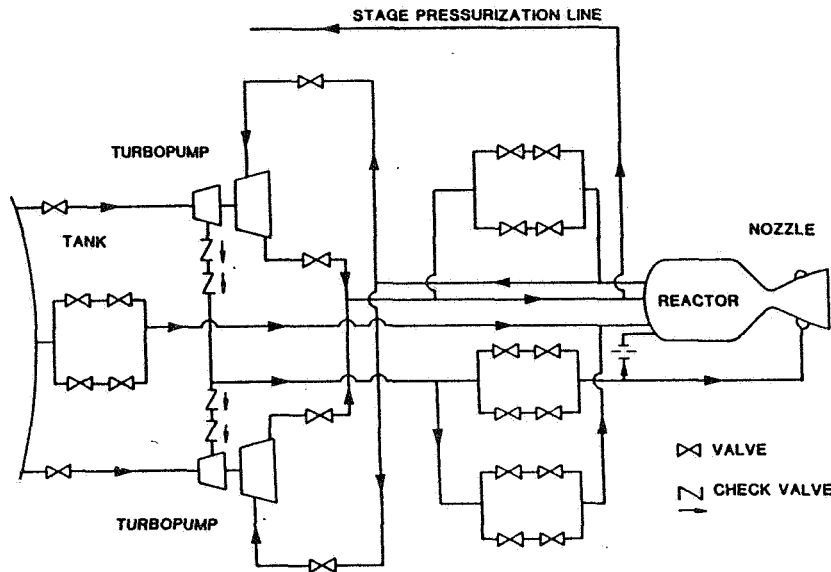 STAGE PRESSURIZATION LINE
TURBOPUMP
TANK
NOZZLE
REACTOR
VALVE
CHECK VALVE
TURBOPUMP